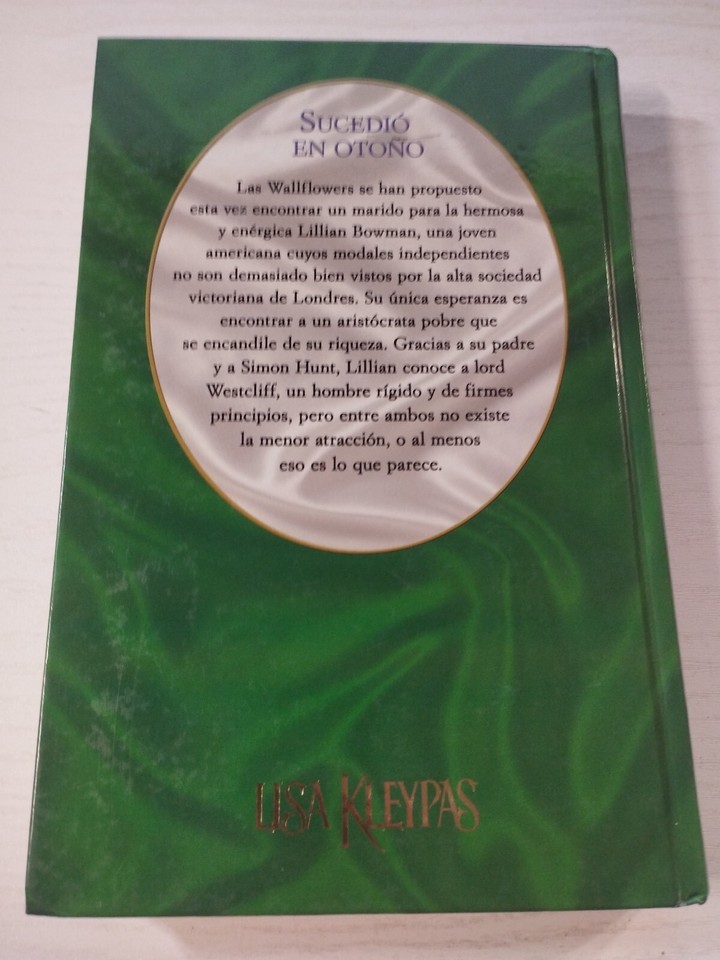 SUCEDIÓ
EN OTOÑO
Las Wallflowers se han propuesto
esta vez encontrar un marido para la hermosa
y enérgica Lillian Bowman, una joven
americana cuyos modales independientes
no son demasiado bien vistos por la alta sociedad
victoriana de Londres. Su única esperanza es
encontrar a un aristócrata pobre que
se encandile de su riqueza. Gracias a su padre
y a Simon Hunt, Lillian conoce a lord
Westcliff, un hombre rígido y de firmes
principios, pero entre ambos no existe
la menor atracción, o al menos
eso es lo que parece.
LISA KLEYPAS